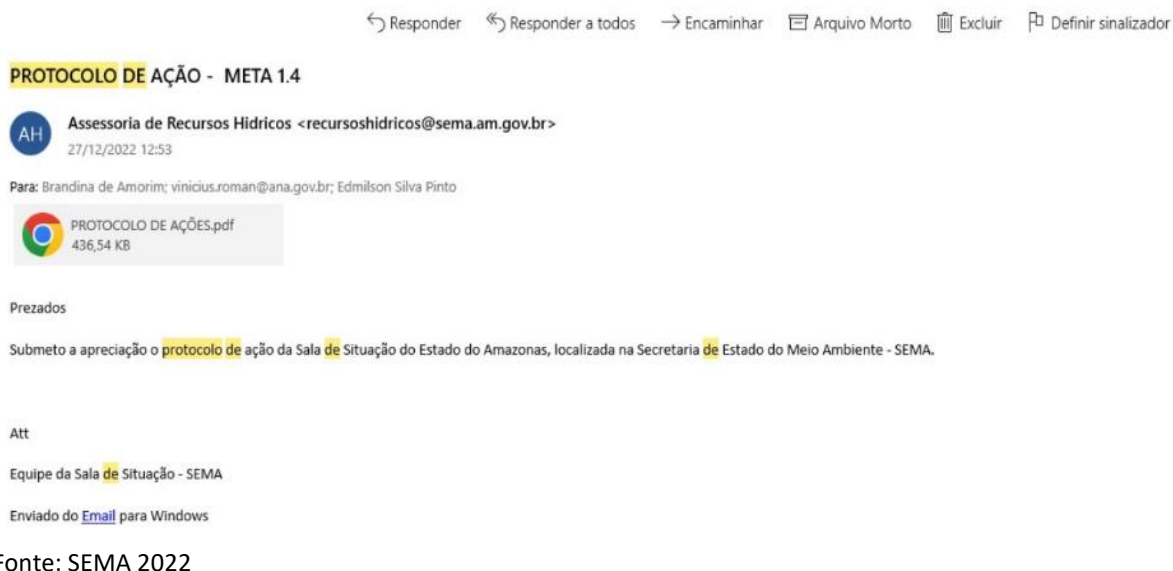 Responder Responder a todos Encaminhar Arquivo Morto Excluir Definir sinalizador
PROTOCOLO DE AÇÃO - META 1.4
AH
Assessoria de Recursos Hidricos <recursoshidricos@sema.am.gov.br>
27/12/2022 12:53
Para: Brandina de Amorim; vinicius.roman@ana.gov.br; Edmilson Silva Pinto
PROTOCOLO DE AÇÕES.pdf
436,54 KB
Prezados
Submeto a apreciação o protocolo de ação da Sala de Situação do Estado do Amazonas, localizada na Secretaria de Estado do Meio Ambiente - SEMA.
Att
Equipe da Sala de Situação - SEMA
Enviado do Email para Windows
Fonte: SEMA 2022